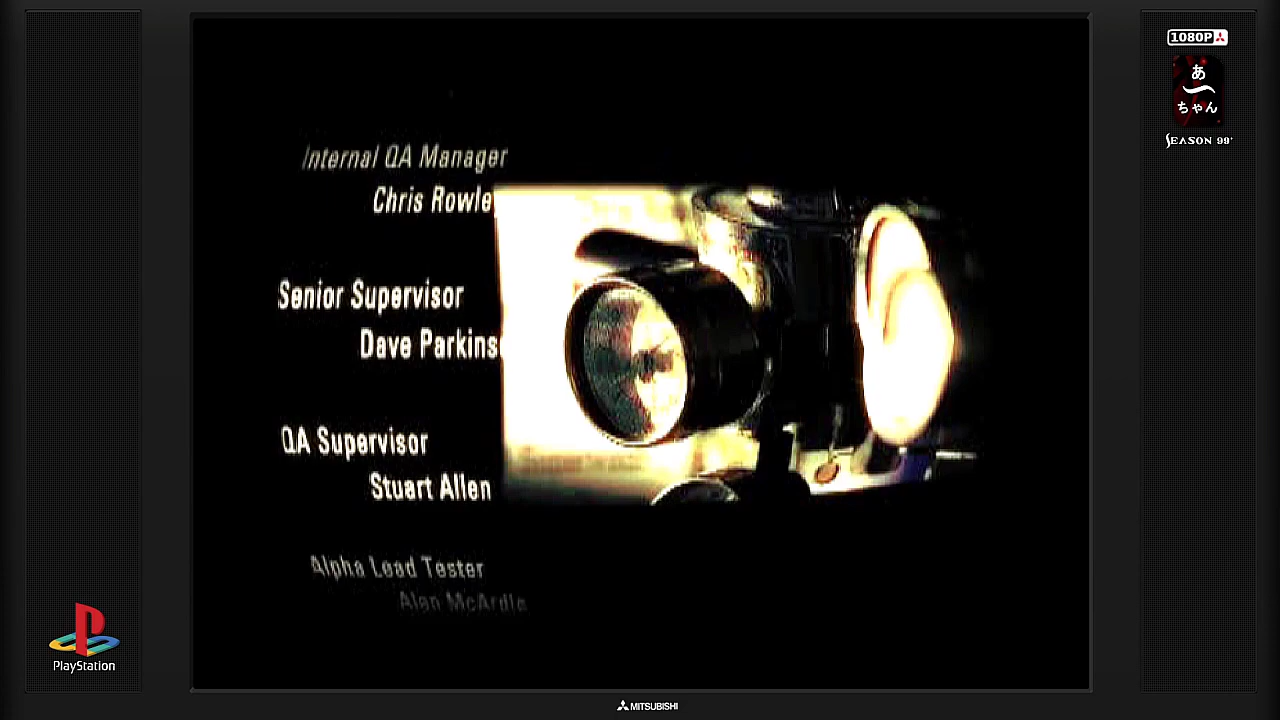 1080P
あ
ー
ちゃん
SEASON 99'
Internal QA Manager
Chris Rowle
Senior Supervisor
Dave Parkins
QA Supervisor
Stuart Allen
Alpha Lead Tester
Alan McArdle
PlayStation
MITSUBISHI